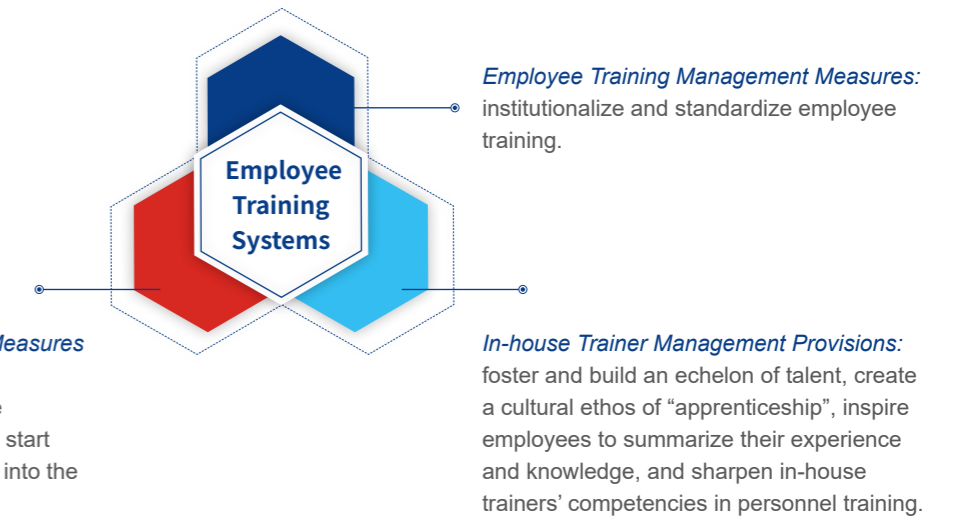 Employee Training Management Measures:
institutionalize and standardize employee
training.
Employee
Training
Systems
Measures
start
into the
In-house Trainer Management Provisions:
foster and build an echelon of talent, create
a cultural ethos of “apprenticeship”, inspire
employees to summarize their experience
and knowledge, and sharpen in-house
trainers’ competencies in personnel training.